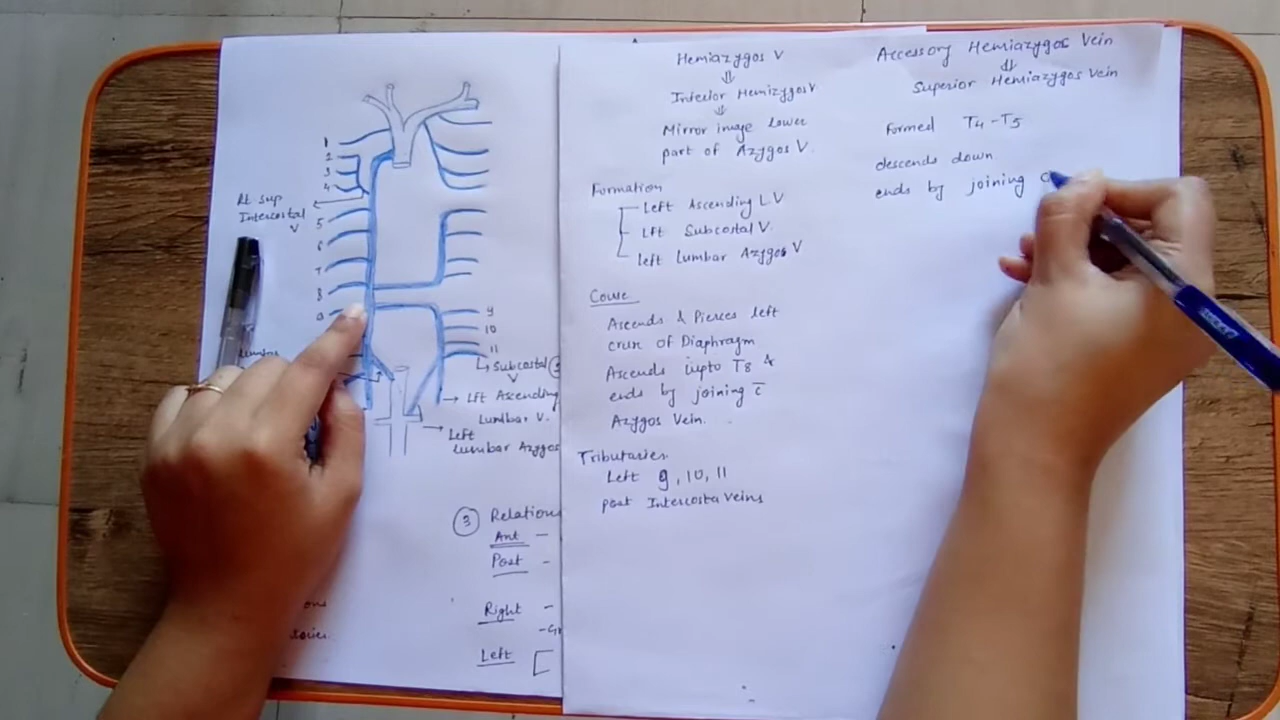 1
2
3
4
Rt sup
Intercostal
V
5
6
7
8
9
9
10
11
Subcostal
V
Lft Ascending
Lumbar V.
Left
Lumbar Azygos
3 Relation
Ant -
Post -
Right -
Left
Hemiazygos V
⇓
Inferior Hemizygos V
⇓
Mirror image lower
part of Azygos V.
Formation
Left Ascending L.V
Lft Subcostal V.
left Lumbar Azygos V
Course
Ascends & Pierces left
crux of Diaphragm
Ascends upto T8 &
ends by joining c̄
Azygos Vein.
Tributaries
Left 9, 10, 11
post Intercosta Veins
Accessory Hemiazygos Vein
⇓
Superior Hemiazygos Vein
Formed T4-T5
descends down
ends by joining